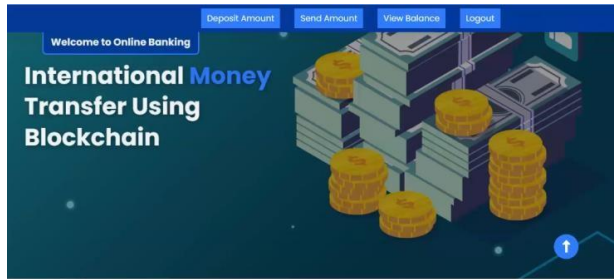 Deposit Amount Send Amount View Balance Logout
Welcome to Online Banking
International Money
Transfer Using
Blockchain